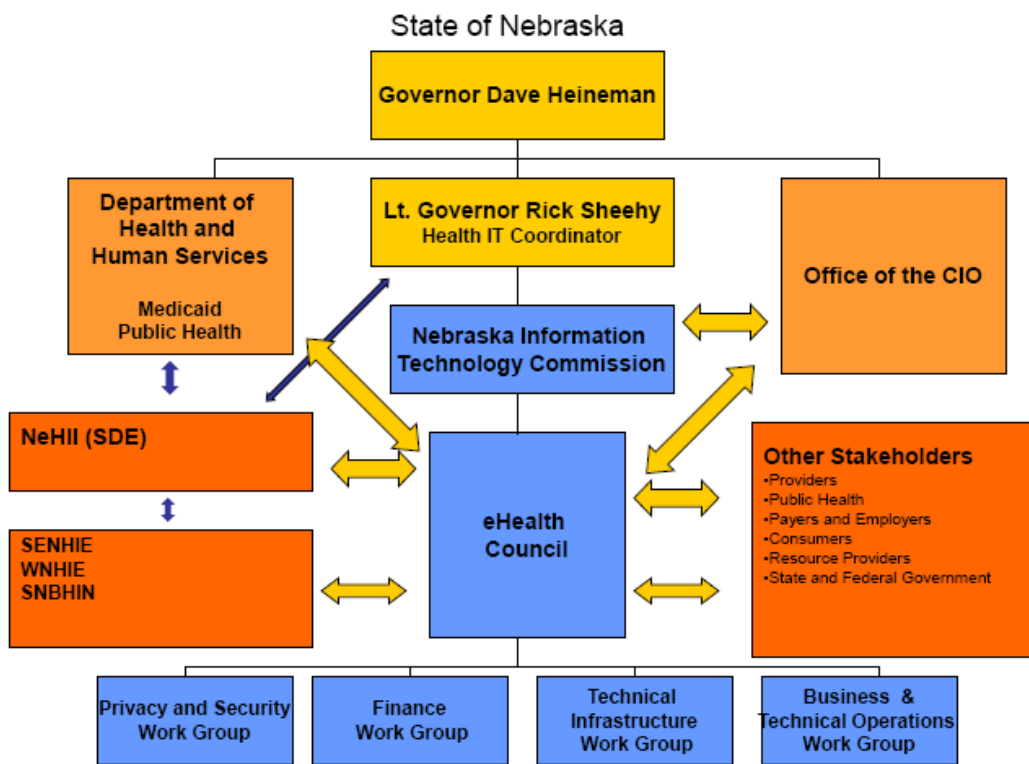 State of Nebraska
Governor Dave Heineman
Department of
Health and
Human Services
Medicaid
Public Health
Lt. Governor Rick Sheehy
Health IT Coordinator
Office of the CIO
Nebraska Information
Technology Commission
NeHII (SDE)
eHealth
Council
Other Stakeholders
•Providers
•Public Health
•Payers and Employers
•Consumers
•Resource Providers
•State and Federal Government
SENHIE
WNHIE
SNBHIN
Privacy and Security
Work Group
Finance
Work Group
Technical
Infrastructure
Work Group
Business &
Technical Operations
Work Group